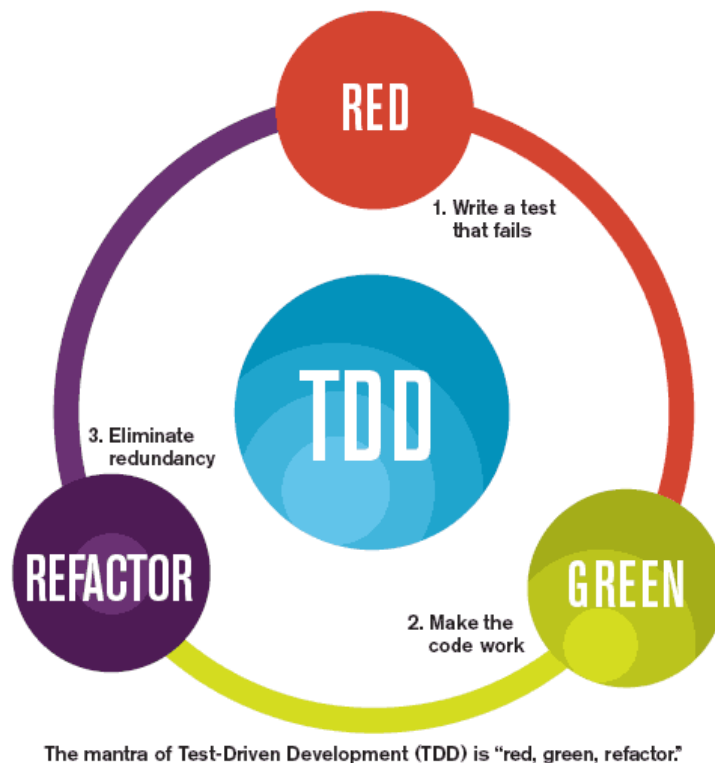 RED
1. Write a test
that fails
TDD
3. Eliminate
redundancy
REFACTOR
GREEN
2. Make the
code work
The mantra of Test-Driven Development (TDD) is “red, green, refactor.”